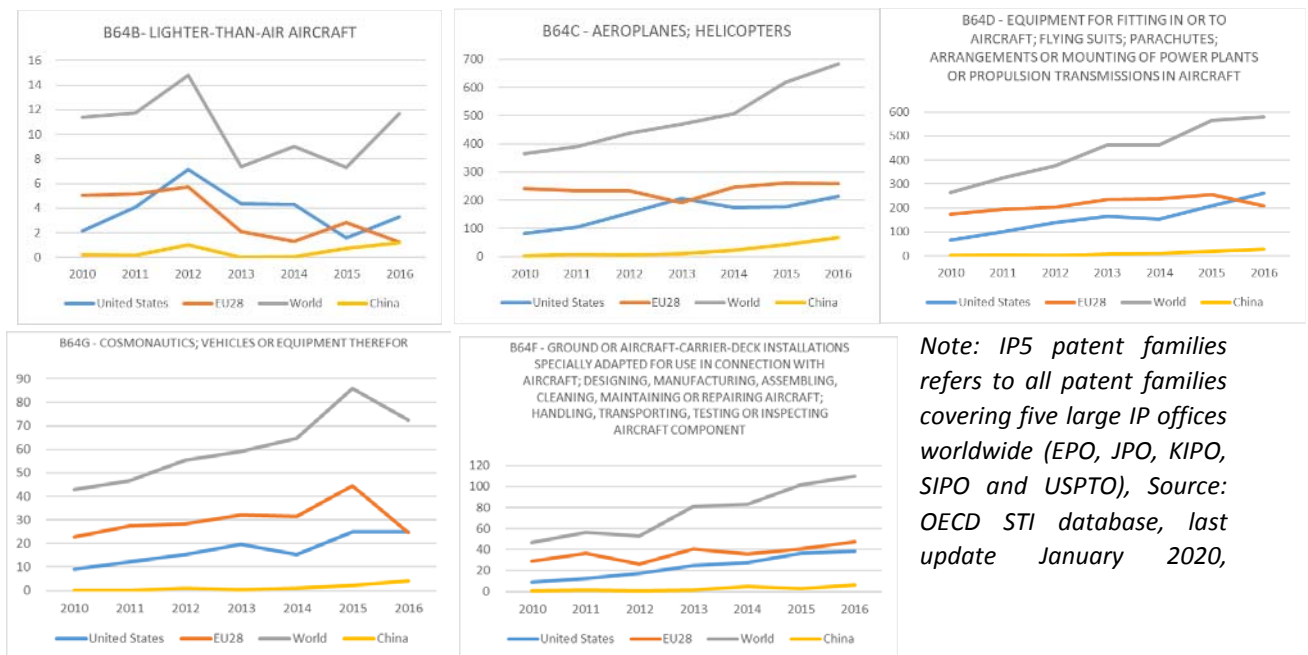 B64B- LIGHTER-THAN-AIR AIRCRAFT
16
14
12
10
8
6
4
2
0
2010 2011 2012 2013 2014 2015 2016
United States EU28 World China
B64C - AEROPLANES; HELICOPTERS
700
600
500
400
300
200
100
0
2010 2011 2012 2013 2014 2015 2016
United States EU28 World China
B64D - EQUIPMENT FOR FITTING IN OR TO
AIRCRAFT; FLYING SUITS; PARACHUTES;
ARRANGEMENTS OR MOUNTING OF POWER PLANTS
OR PROPULSION TRANSMISSIONS IN AIRCRAFT
600
500
400
300
200
100
0
2010 2011 2012 2013 2014 2015 2016
United States EU28 World China
B64G - COSMONAUTICS; VEHICLES OR EQUIPMENT THEREFOR
90
80
70
60
50
40
30
20
10
0
2010 2011 2012 2013 2014 2015 2016
United States EU28 World China
B64F - GROUND OR AIRCRAFT-CARRIER-DECK INSTALLATIONS
SPECIALLY ADAPTED FOR USE IN CONNECTION WITH
AIRCRAFT; DESIGNING, MANUFACTURING, ASSEMBLING,
CLEANING, MAINTAINING OR REPAIRING AIRCRAFT;
HANDLING, TRANSPORTING, TESTING OR INSPECTING
AIRCRAFT COMPONENT
120
100
80
60
40
20
0
2010 2011 2012 2013 2014 2015 2016
United States EU28 World China
Note: IP5 patent families
refers to all patent families
covering five large IP offices
worldwide (EPO, JPO, KIPO,
SIPO and USPTO), Source:
OECD STI database, last
update January 2020,